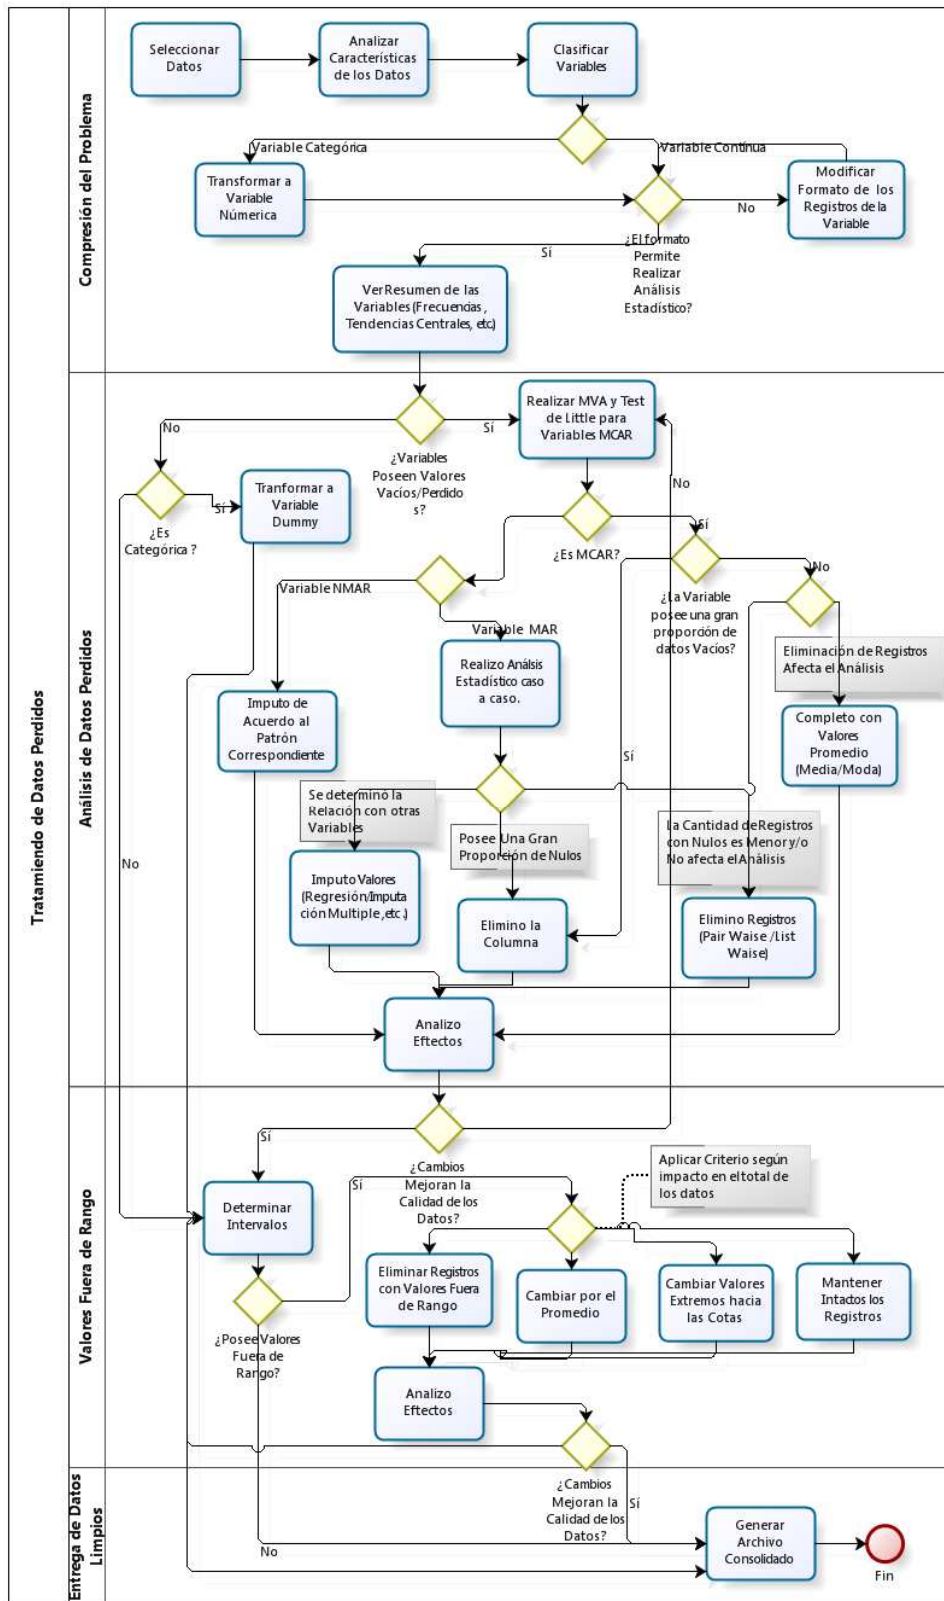 Tratamiendo de Datos Perdidos
Compresión del Problema
Seleccionar
Datos
Analizar
Características
de los Datos
Clasificar
Variables
Variable Categórica
Variable Contínua
Transformar a
Variable
Númerica
No
Modificar
Formato de los
Registros de la
Variable
Sí
¿El formato
Permite
Realizar
Análisis
Estadístico?
Ver Resumen de las
Variables (Frecuencias,
Tendencias Centrales, etc.)
Análisis de Datos Perdidos
No
Sí
¿Variables
Poseen Valores
Vacíos/Perdido
s?
Realizar MVA y Test
de Little para
Variables MCAR
No
Sí
¿Es
Categórica ?
Tranformar a
Variable
Dummy
¿Es MCAR?
Sí
No
Variable NMAR
Variable MAR
¿La Variable
posee una gran
proporción de
datos Vacíos?
Eliminación de Registros
Afecta el Análisis
Realizo Análsis
Estadístico caso
a caso.
Imputo de
Acuerdo al
Patrón
Correspondiente
Completo con
Valores
Promedio
(Media/Moda)
Sí
Se determinó la
Relación con otras
Variables
Posee Una Gran
Proporción de Nulos
La Cantidad de Registros
con Nulos es Menor y/o
No afecta el Análisis
No
Imputo Valores
(Regresión/Imputa
ción Multiple ,etc .)
Elimino la
Columna
Elimino Registros
(Pair Waise /List
Waise)
Analizo
Effectos
Valores Fuera de Rango
Sí
¿Cambios
Mejoran la
Calidad de los
Datos?
Aplicar Criterio según
impacto en el total de
los datos
Determinar
Intervalos
Sí
Eliminar Registros
con Valores Fuera
de Rango
Cambiar por el
Promedio
Cambiar Valores
Extremos hacia
las Cotas
Mantener
Intactos los
Registros
¿Posee Valores
Fuera de
Rango?
Analizo
Effectos
¿Cambios
Mejoran la
Calidad de los
Datos?
Sí
Entrega de Datos
Limpios
No
Generar
Archivo
Consolidado
Fin